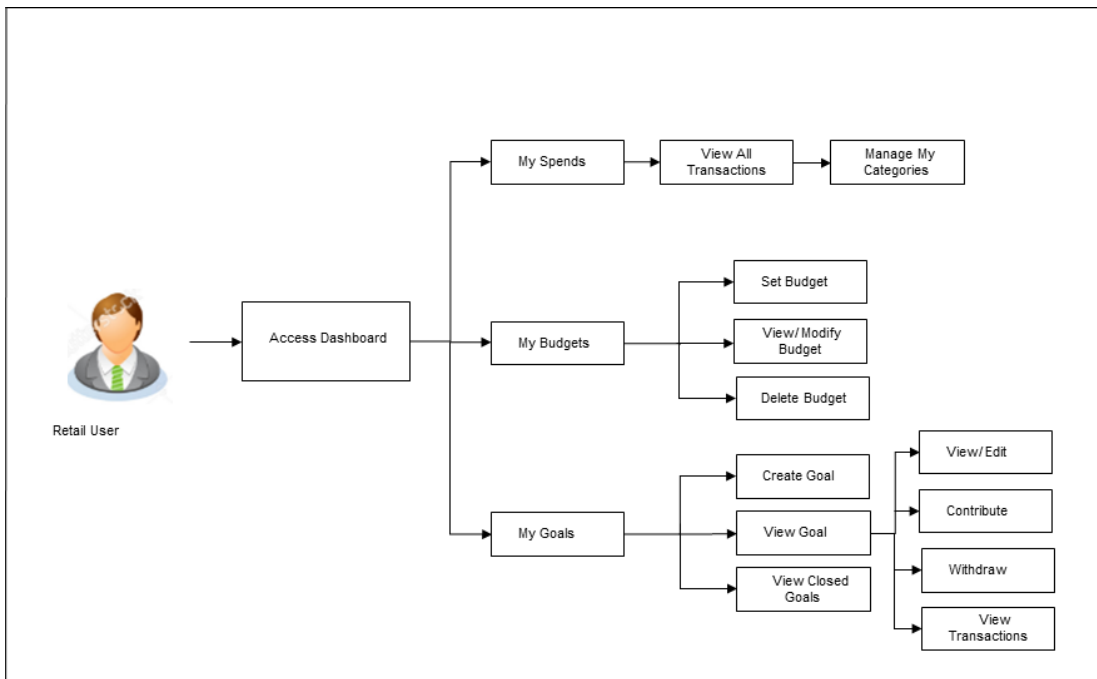 My Spends
View All
Transactions
Manage My
Categories
Set Budget
Access Dashboard
My Budgets
View/Modify
Budget
Delete Budget
Retail User
View/Edit
Create Goal
Contribute
My Goals
View Goal
Withdraw
View Closed
Goals
View
Transactions